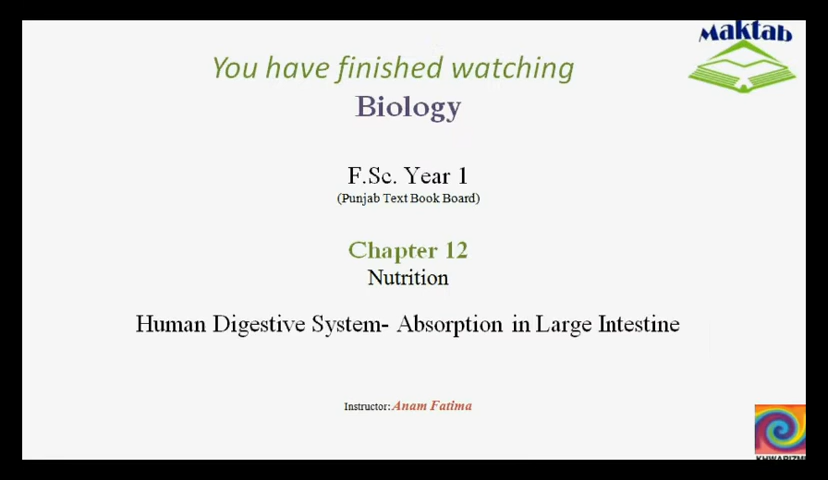 Maktab
You have finished watching
Biology
F.Sc. Year 1
(Punjab Text Book Board)
Chapter 12
Nutrition
Human Digestive System- Absorption in Large Intestine
Instructor: Anam Fatima